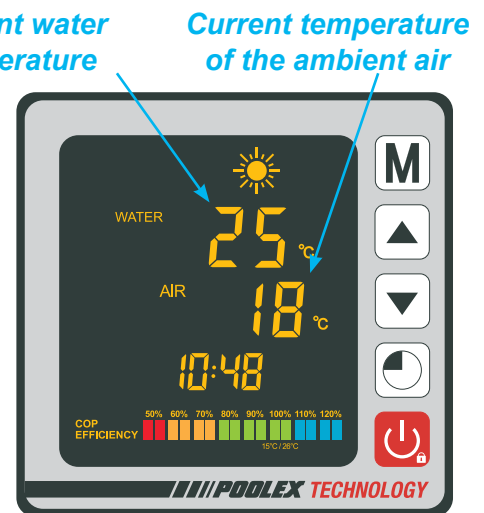 nt water Current temperature
erature of the ambient air
M
WATER 25 °C
AIR 18 °C
10:48
50% 60% 70% 80% 90% 100% 110% 120%
COP
EFFICIENCY
15°C / 26°C
POOLEX TECHNOLOGY